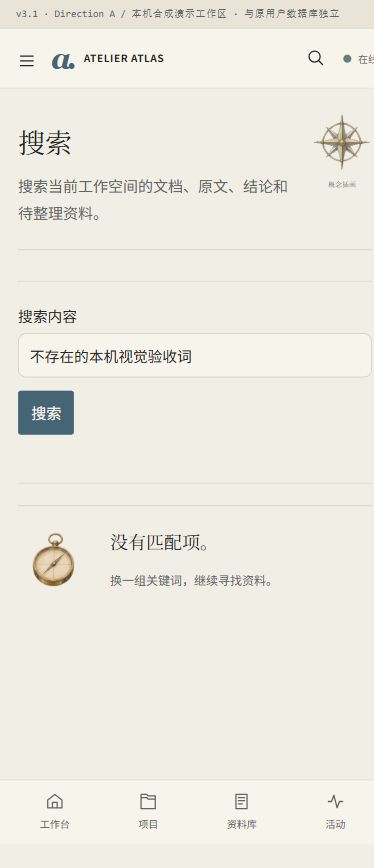 v3.1 · Direction A / 本机合成演示工作区 · 与原用户数据库独立
a. ATELIER ATLAS
在
搜索
概念插画
搜索当前工作空间的文档、原文、结论和
待整理资料。
搜索内容
不存在的本机视觉验收词
搜索
没有匹配项。
换一组关键词，继续寻找资料。
工作台
项目
资料库
活动